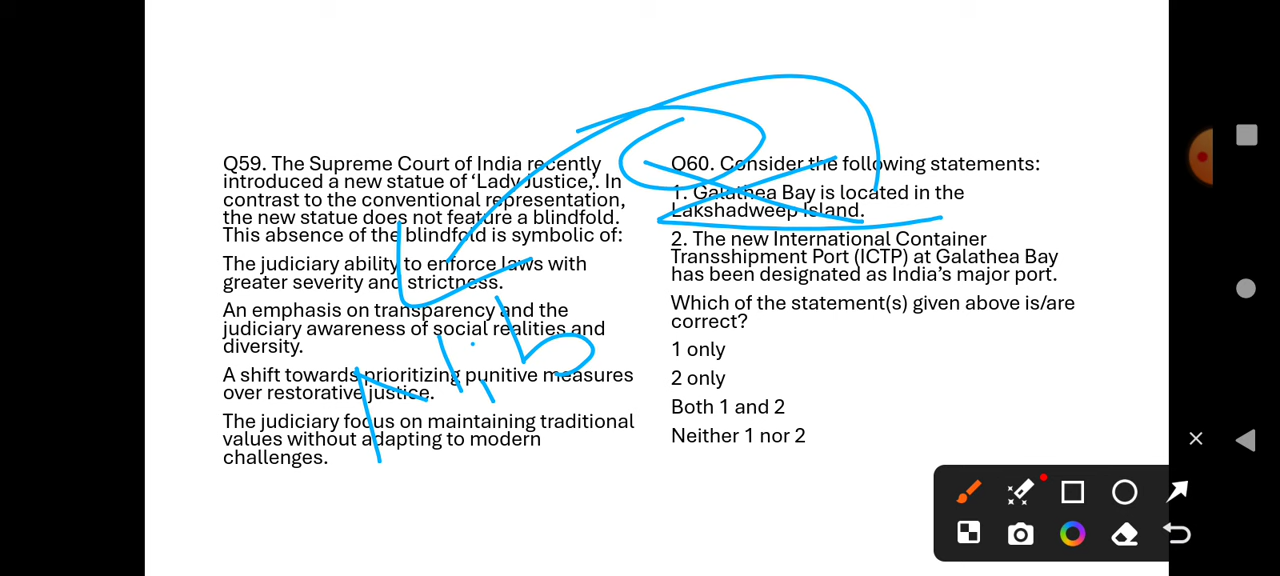 Q59. The Supreme Court of India recently
introduced a new statue of ‘Lady Justice,’. In
contrast to the conventional representation,
the new statue does not feature a blindfold.
This absence of the blindfold is symbolic of:
The judiciary ability to enforce laws with
greater severity and strictness.
An emphasis on transparency and the
judiciary awareness of social realities and
diversity.
A shift towards prioritizing punitive measures
over restorative justice.
The judiciary focus on maintaining traditional
values without adapting to modern
challenges.
Q60. Consider the following statements:
1. Galathea Bay is located in the
Lakshadweep Island.
2. The new International Container
Transshipment Port (ICTP) at Galathea Bay
has been designated as India’s major port.
Which of the statement(s) given above is/are
correct?
1 only
2 only
Both 1 and 2
Neither 1 nor 2